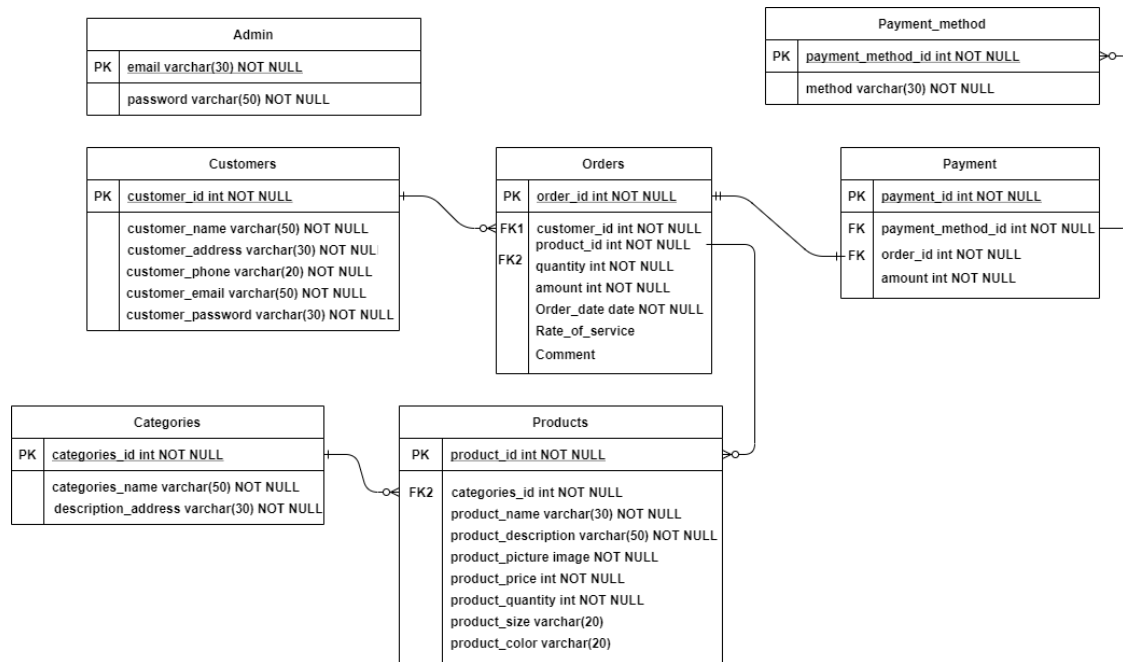 Admin
PK email varchar(30) NOT NULL
password varchar(50) NOT NULL
Payment_method
PK payment_method_id int NOT NULL
method varchar(30) NOT NULL
Customers
PK customer_id int NOT NULL
customer_name varchar(50) NOT NULL
customer_address varchar(30) NOT NUL
customer_phone varchar(20) NOT NULL
customer_email varchar(50) NOT NULL
customer_password varchar(30) NOT NULL
Orders
PK order_id int NOT NULL
FK1 customer_id int NOT NULL
product_id int NOT NULL
FK2
quantity int NOT NULL
amount int NOT NULL
Order_date date NOT NULL
Rate_of_service
Comment
Payment
PK payment_id int NOT NULL
FK payment_method_id int NOT NULL
FK order_id int NOT NULL
amount int NOT NULL
Categories
PK categories_id int NOT NULL
categories_name varchar(50) NOT NULL
description_address varchar(30) NOT NULL
Products
PK product_id int NOT NULL
FK2 categories_id int NOT NULL
product_name varchar(30) NOT NULL
product_description varchar(50) NOT NULL
product_picture image NOT NULL
product_price int NOT NULL
product_quantity int NOT NULL
product_size varchar(20)
product_color varchar(20)